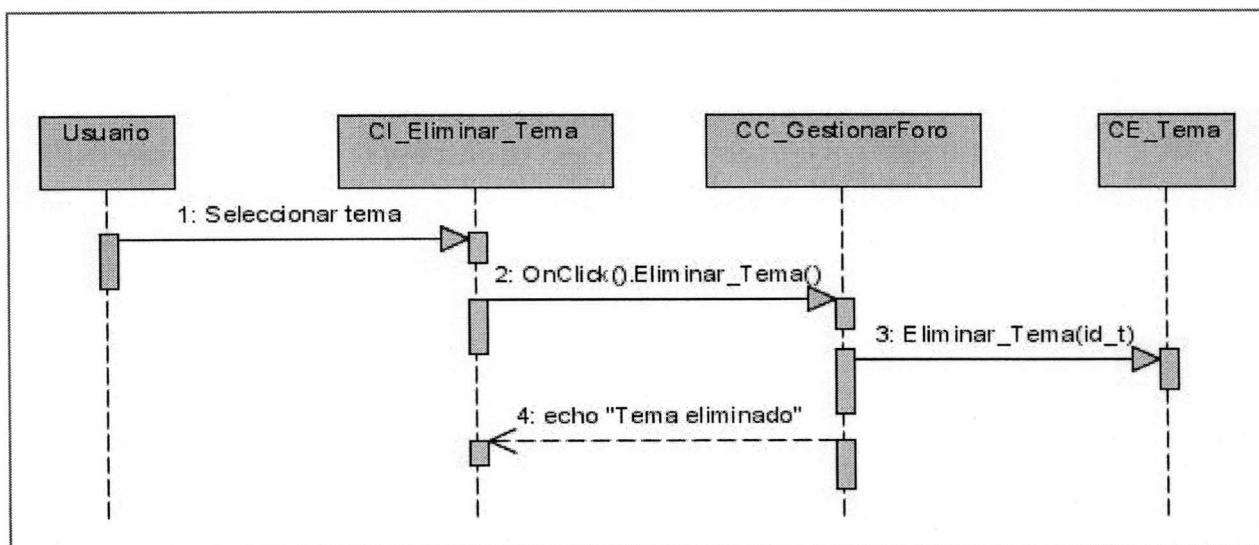 Usuario
CI_Eliminar_Tema
CC_GestionarForo
CE_Tema
1: Seleccionar tema
2: OnClick().Eliminar_Tema()
3: Eliminar_Tema(id_t)
4: echo "Tema eliminado"